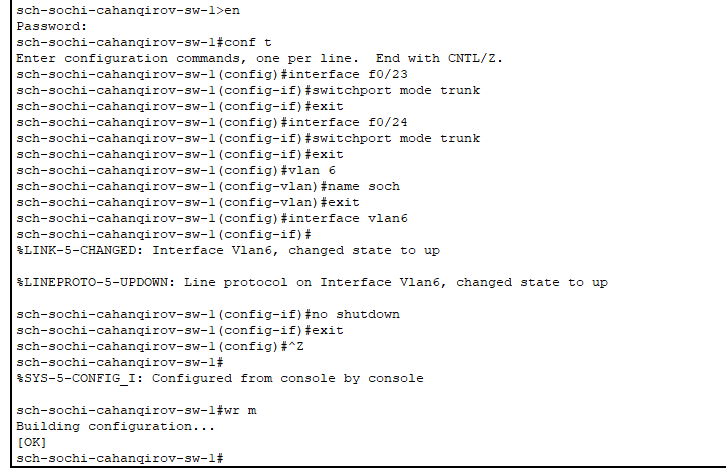 sch-sochi-cahanqirov-sw-1>en
Password:
sch-sochi-cahanqirov-sw-1#conf t
Enter configuration commands, one per line.  End with CNTL/Z.
sch-sochi-cahanqirov-sw-1(config)#interface f0/23
sch-sochi-cahanqirov-sw-1(config-if)#switchport mode trunk
sch-sochi-cahanqirov-sw-1(config-if)#exit
sch-sochi-cahanqirov-sw-1(config)#interface f0/24
sch-sochi-cahanqirov-sw-1(config-if)#switchport mode trunk
sch-sochi-cahanqirov-sw-1(config-if)#exit
sch-sochi-cahanqirov-sw-1(config)#vlan 6
sch-sochi-cahanqirov-sw-1(config-vlan)#name soch
sch-sochi-cahanqirov-sw-1(config-vlan)#exit
sch-sochi-cahanqirov-sw-1(config)#interface vlan6
sch-sochi-cahanqirov-sw-1(config-if)#
%LINK-5-CHANGED: Interface Vlan6, changed state to up
%LINEPROTO-5-UPDOWN: Line protocol on Interface Vlan6, changed state to up
sch-sochi-cahanqirov-sw-1(config-if)#no shutdown
sch-sochi-cahanqirov-sw-1(config-if)#exit
sch-sochi-cahanqirov-sw-1(config)#^Z
sch-sochi-cahanqirov-sw-1#
%SYS-5-CONFIG_I: Configured from console by console
sch-sochi-cahanqirov-sw-1#wr m
Building configuration...
[OK]
sch-sochi-cahanqirov-sw-1#